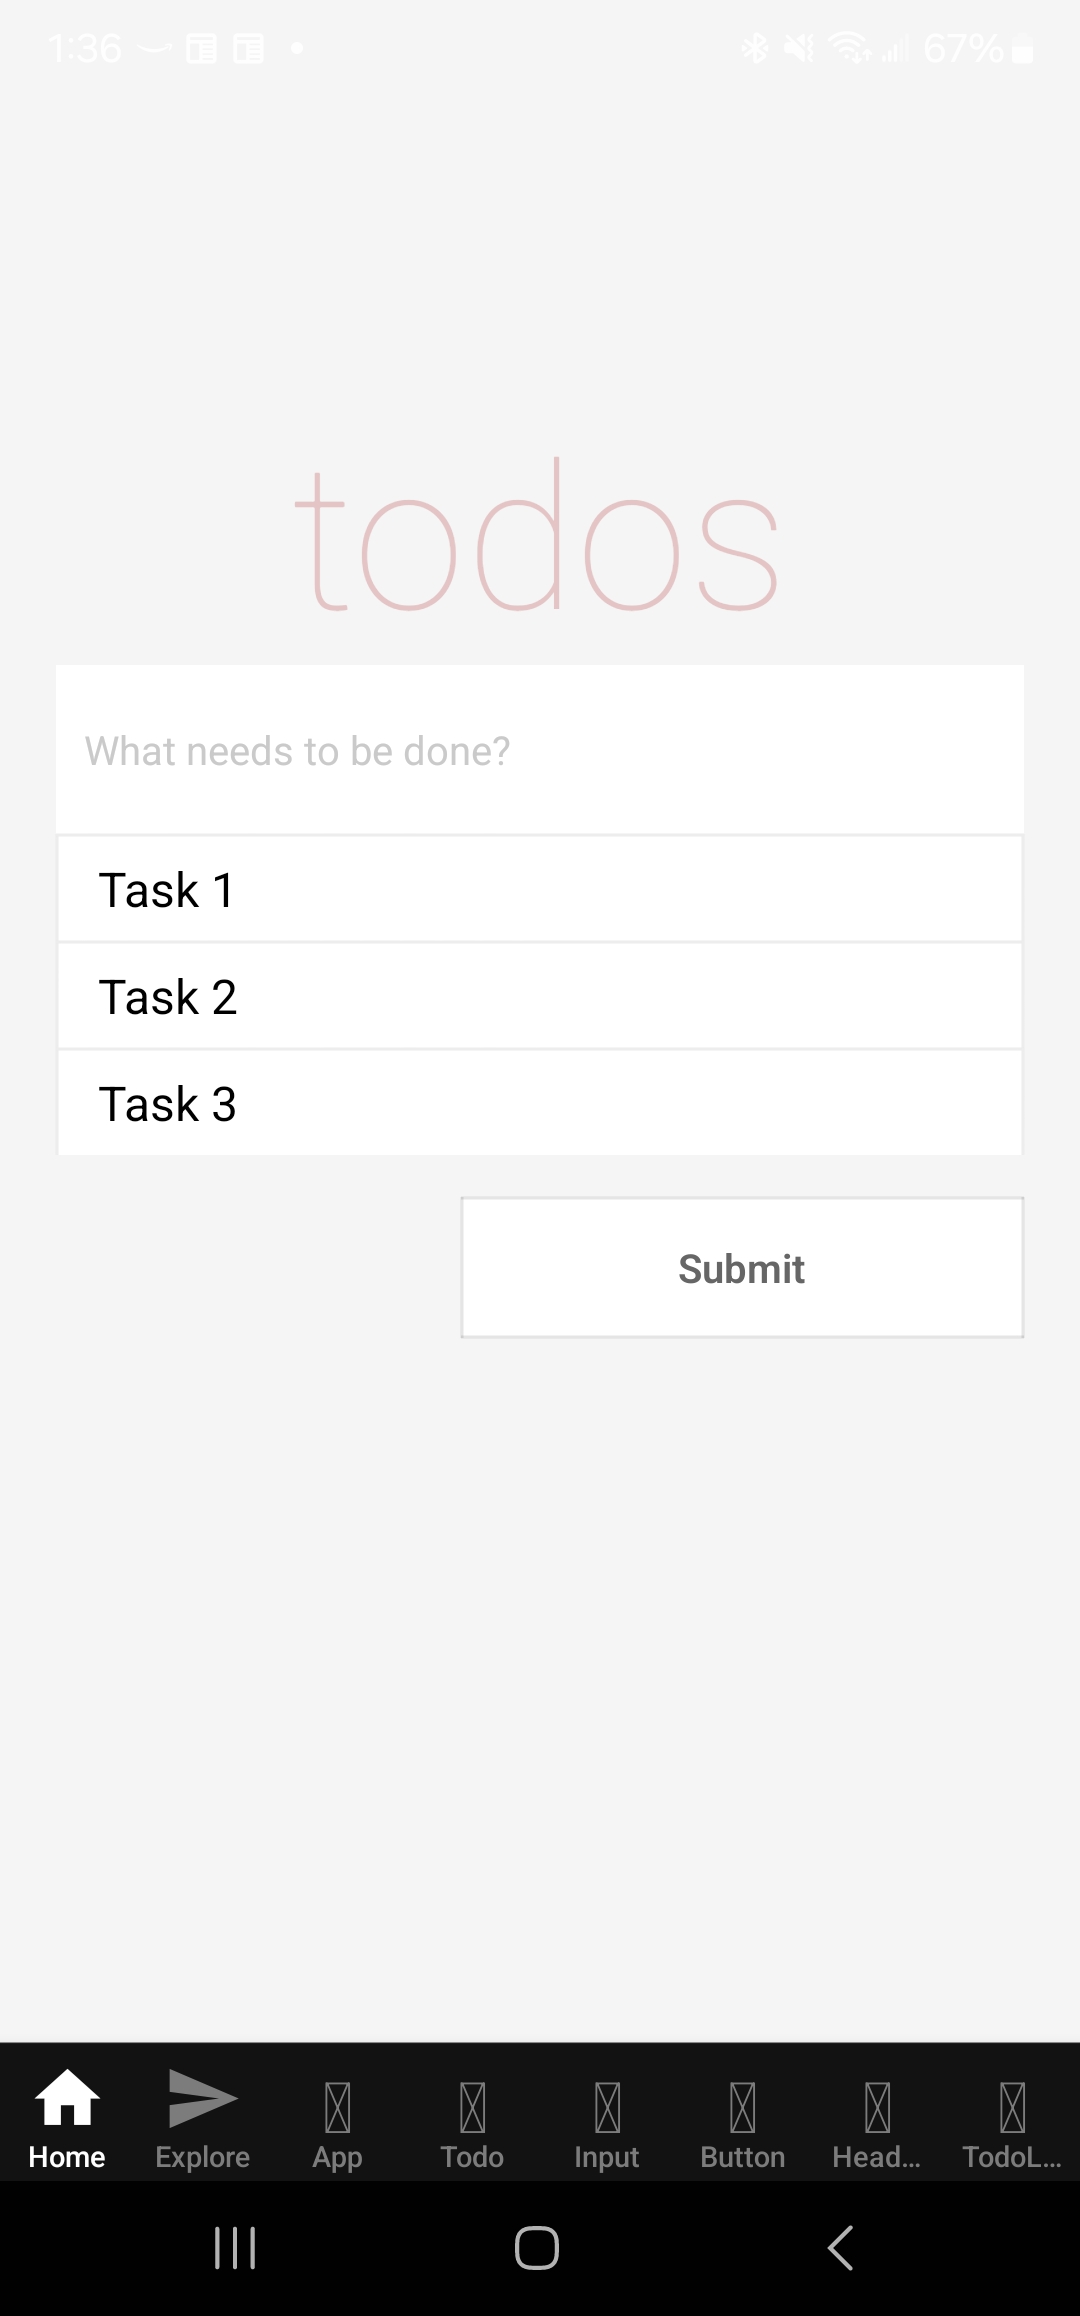 1:36 67%
todos
What needs to be done?
Task 1
Task 2
Task 3
Submit
Home Explore App Todo Input Button Head... TodoL...